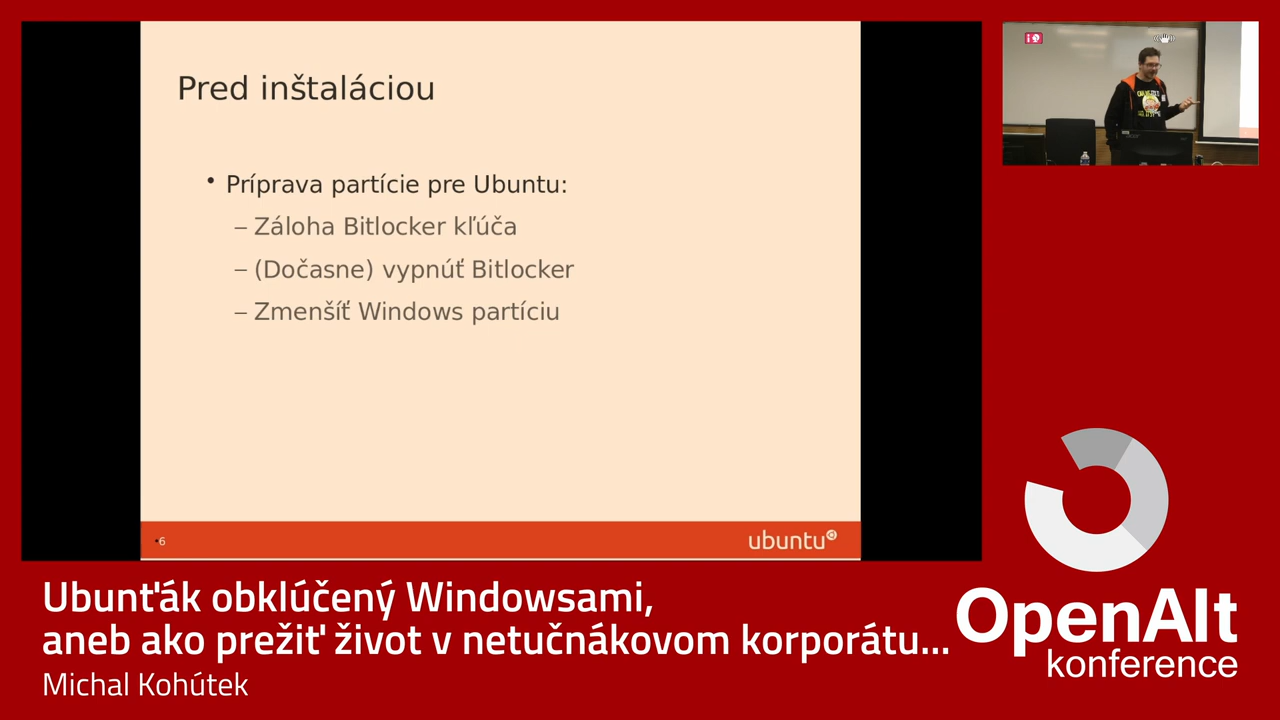 Pred inštaláciou
• Príprava partície pre Ubuntu:
– Záloha Bitlocker kľúča
– (Dočasne) vypnúť Bitlocker
– Zmenšíť Windows partíciu
•6
ubuntu
Ubunťák obklúčený Windowsami,
aneb ako prežiť život v netučnákovom korporátu...
Michal Kohútek
OpenAlt
konference